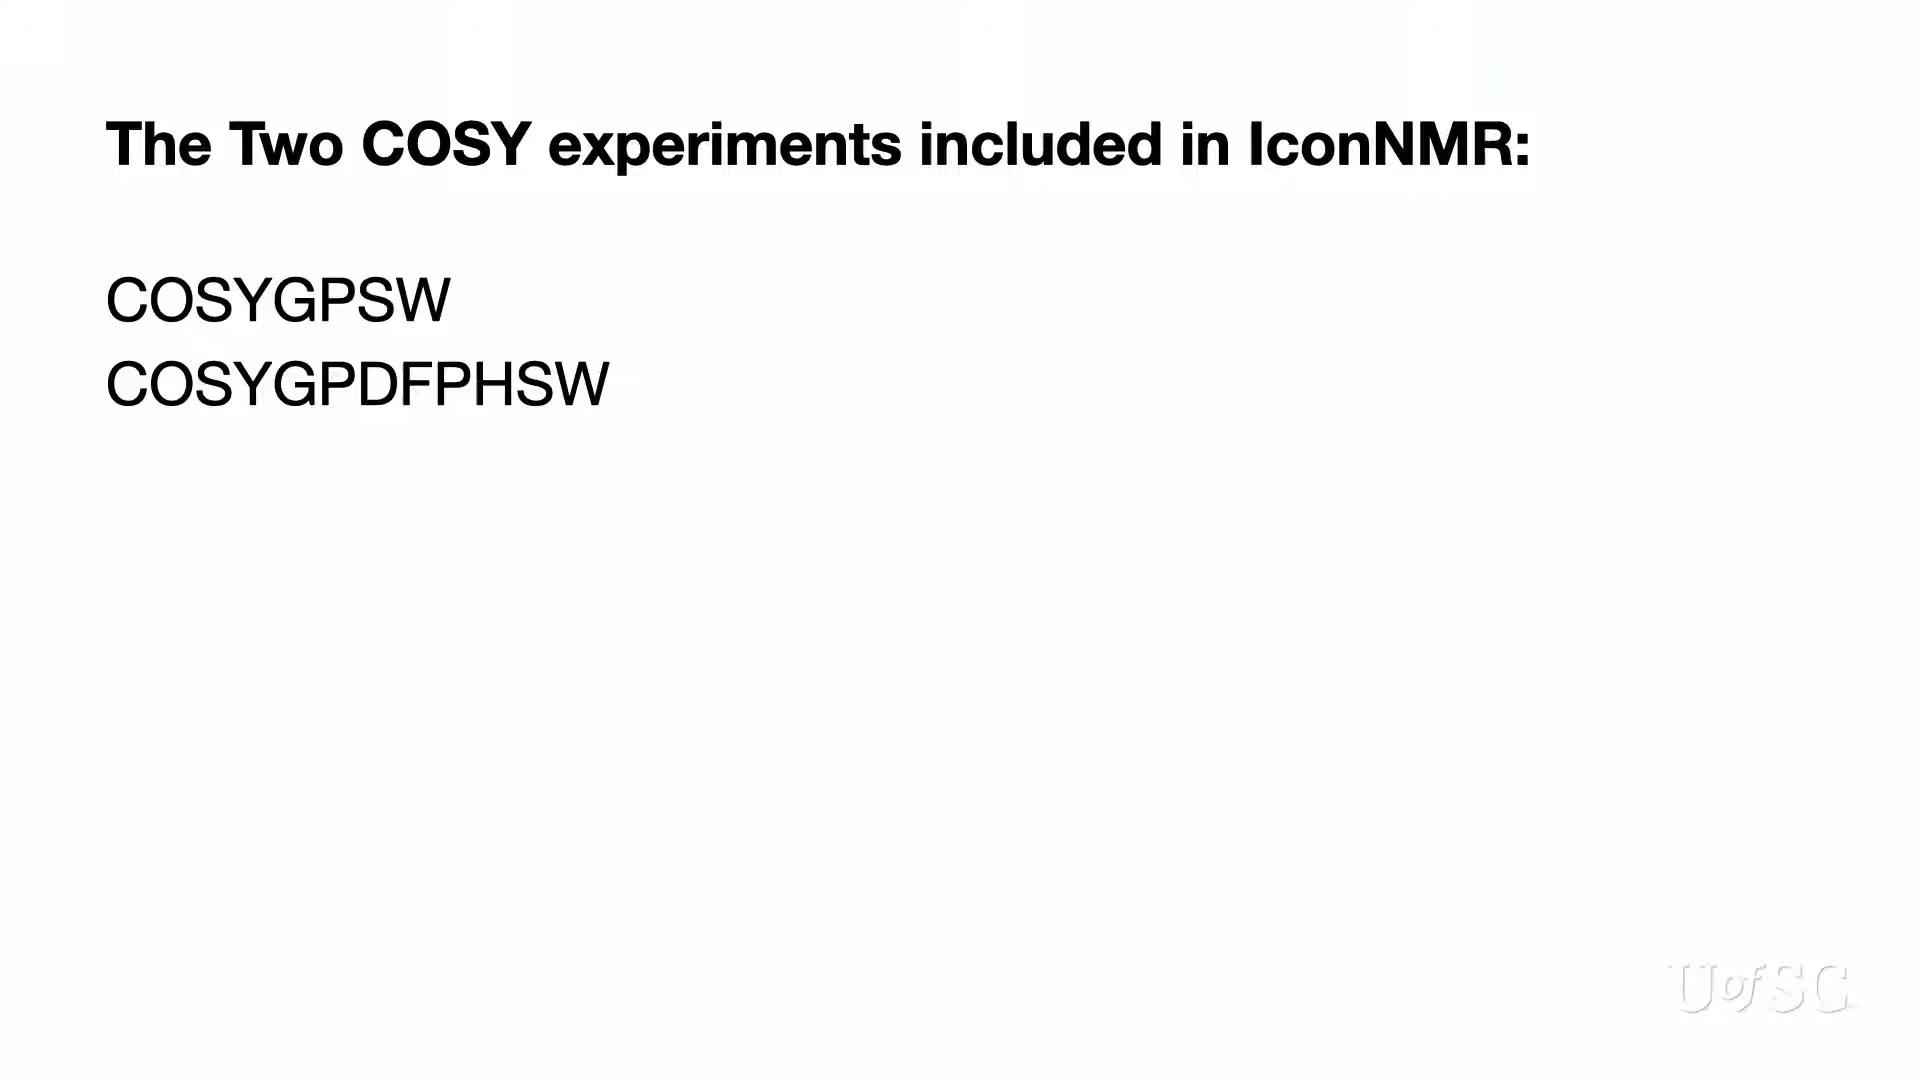 The Two COSY experiments included in IconNMR:
COSYGPSW
COSYGPDFPHSW
UofSC